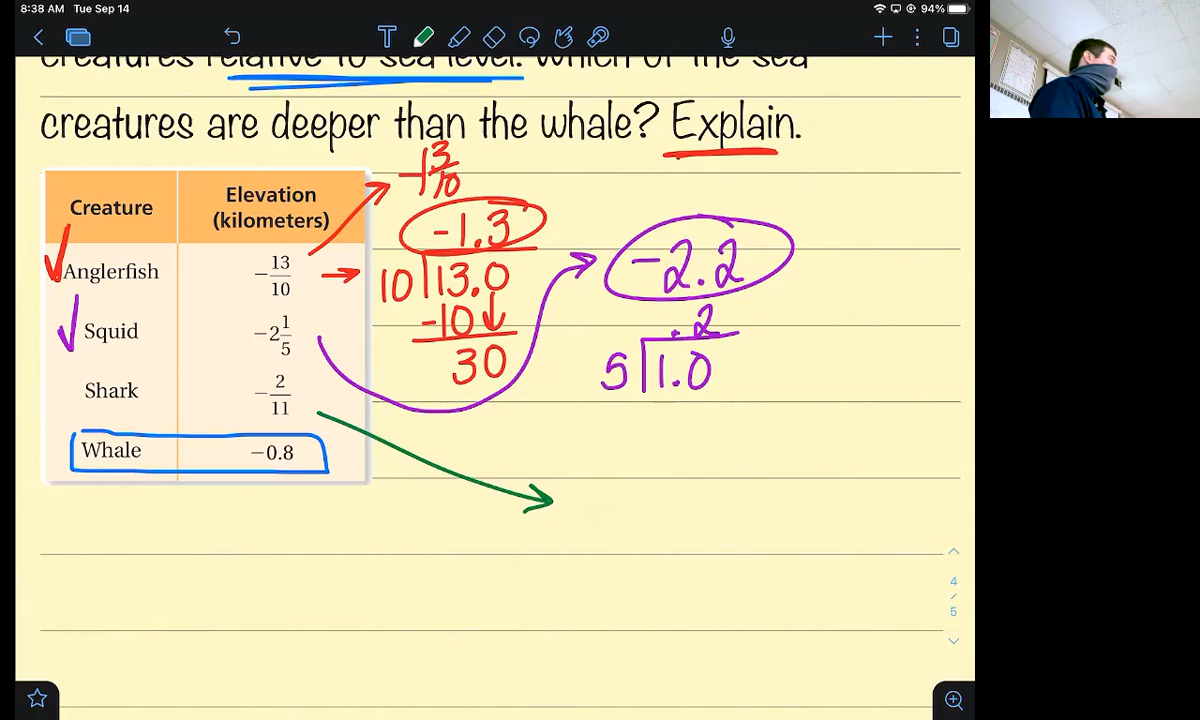 8:38 AM Tue Sep 14
94%
creatures relative to sea level. Which of the sea
creatures are deeper than the whale? Explain.
Creature Elevation (kilometers)
Anglerfish -13/10
Squid -2 1/5
Shark -2/11
Whale -0.8
-1 3/10
-1.3
10 13.0
-10
30
-2.2
.2
5 1.0
4
/
5